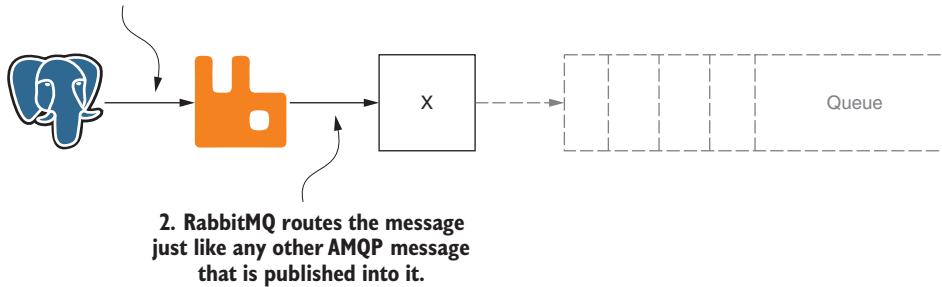 X
Queue
2. RabbitMQ routes the message
just like any other AMQP message
that is published into it.